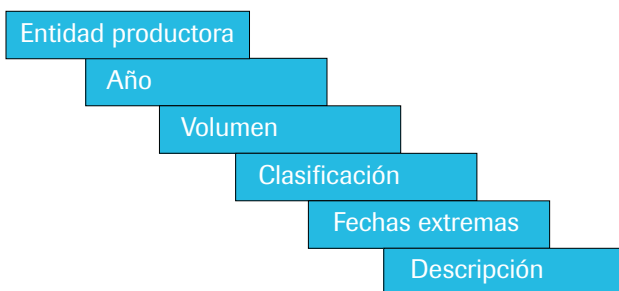 Entidad productora
Año
Volumen
Clasificación
Fechas extremas
Descripción